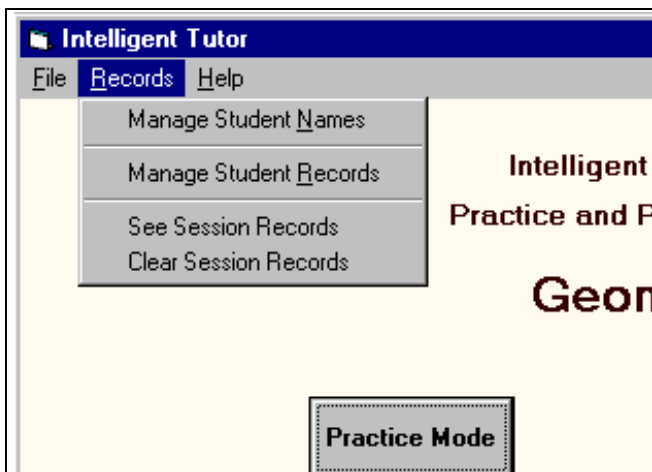 Intelligent Tutor
File Records Help
Manage Student Names
Manage Student Records
See Session Records
Clear Session Records
Intelligent
Practice and P
Geom
Practice Mode